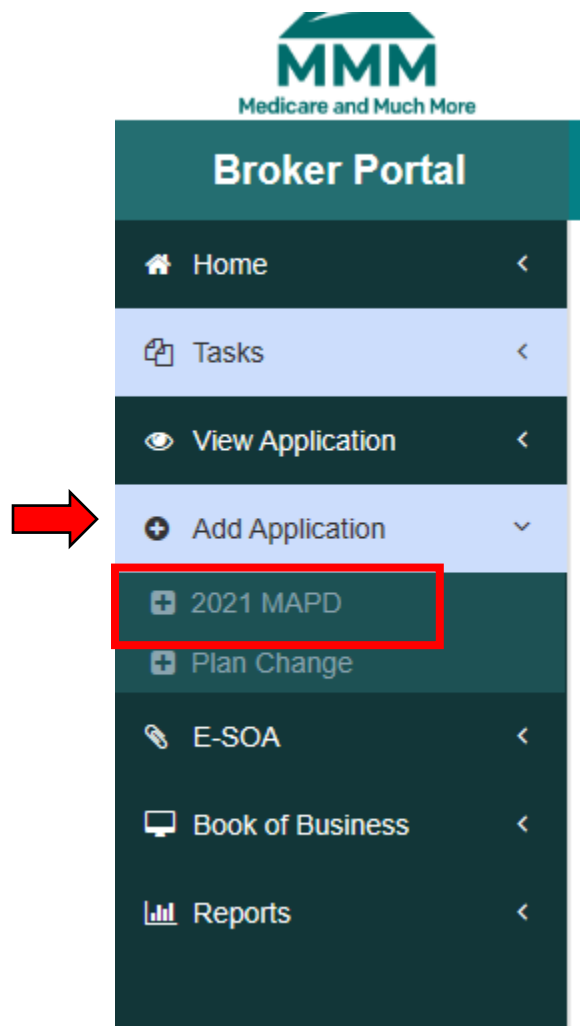 MMM
Medicare and Much More
Broker Portal
Home
Tasks
View Application
Add Application
2021 MAPD
Plan Change
E-SOA
Book of Business
Reports